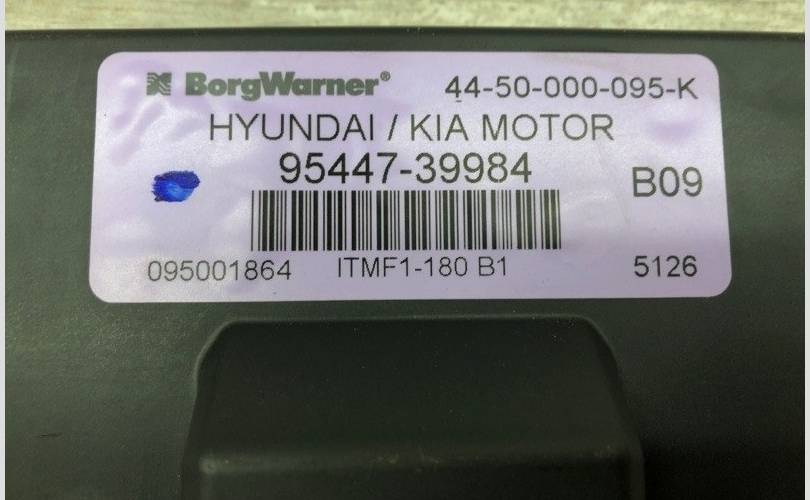 BorgWarner® 44-50-000-095-K
HYUNDAI / KIA MOTOR
95447-39984
B09
095001864 ITMF1-180 B1 5126